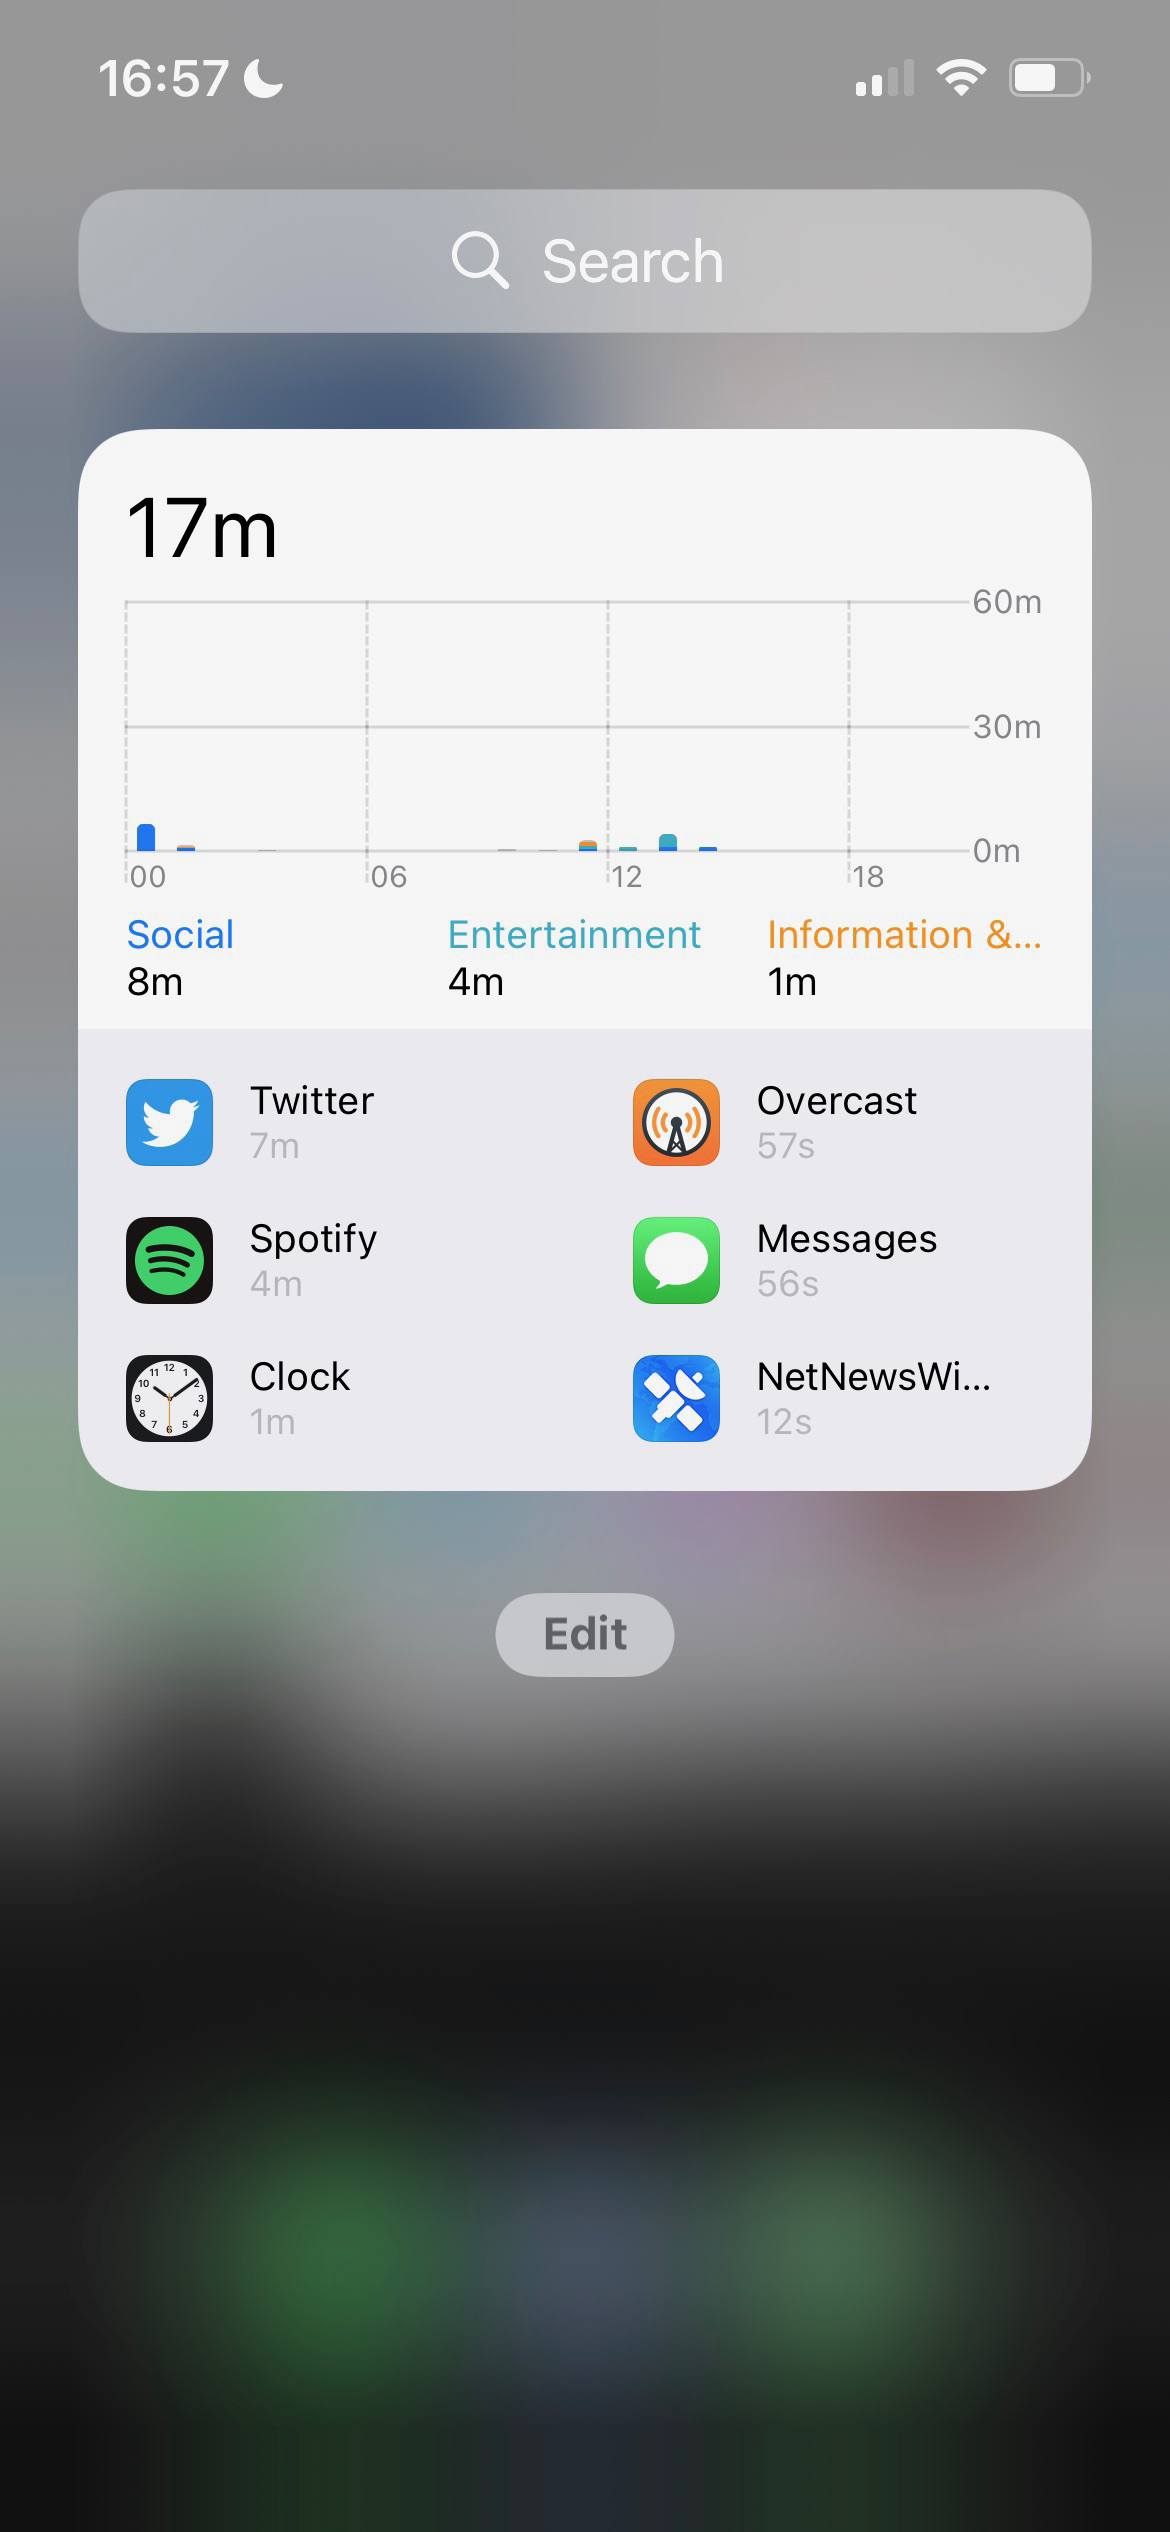 16:57
Search
17m
60m
30m
0m
00 06 12 18
Social Entertainment Information &...
8m 4m 1m
Twitter
7m
Overcast
57s
Spotify
4m
Messages
56s
Clock
1m
NetNewsWi...
12s
Edit